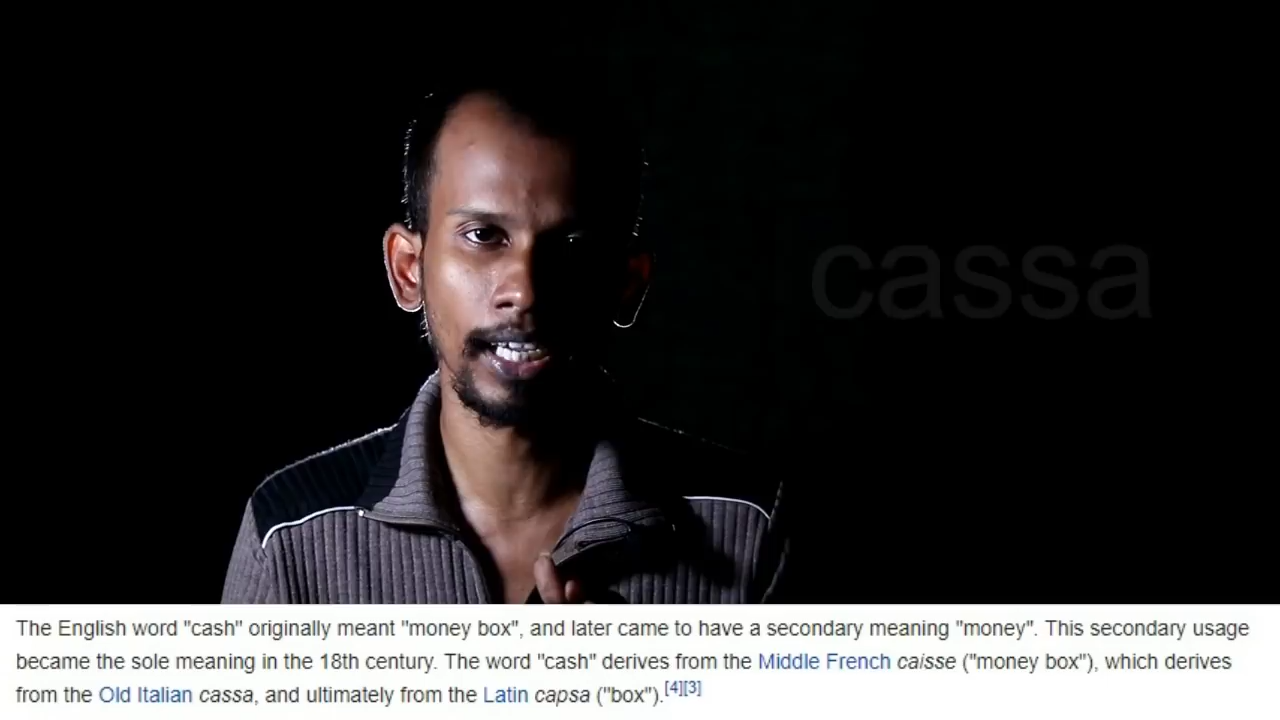 cassa
The English word "cash" originally meant "money box", and later came to have a secondary meaning "money". This secondary usage
became the sole meaning in the 18th century. The word "cash" derives from the Middle French caisse ("money box"), which derives
from the Old Italian cassa, and ultimately from the Latin capsa ("box").[4][3]